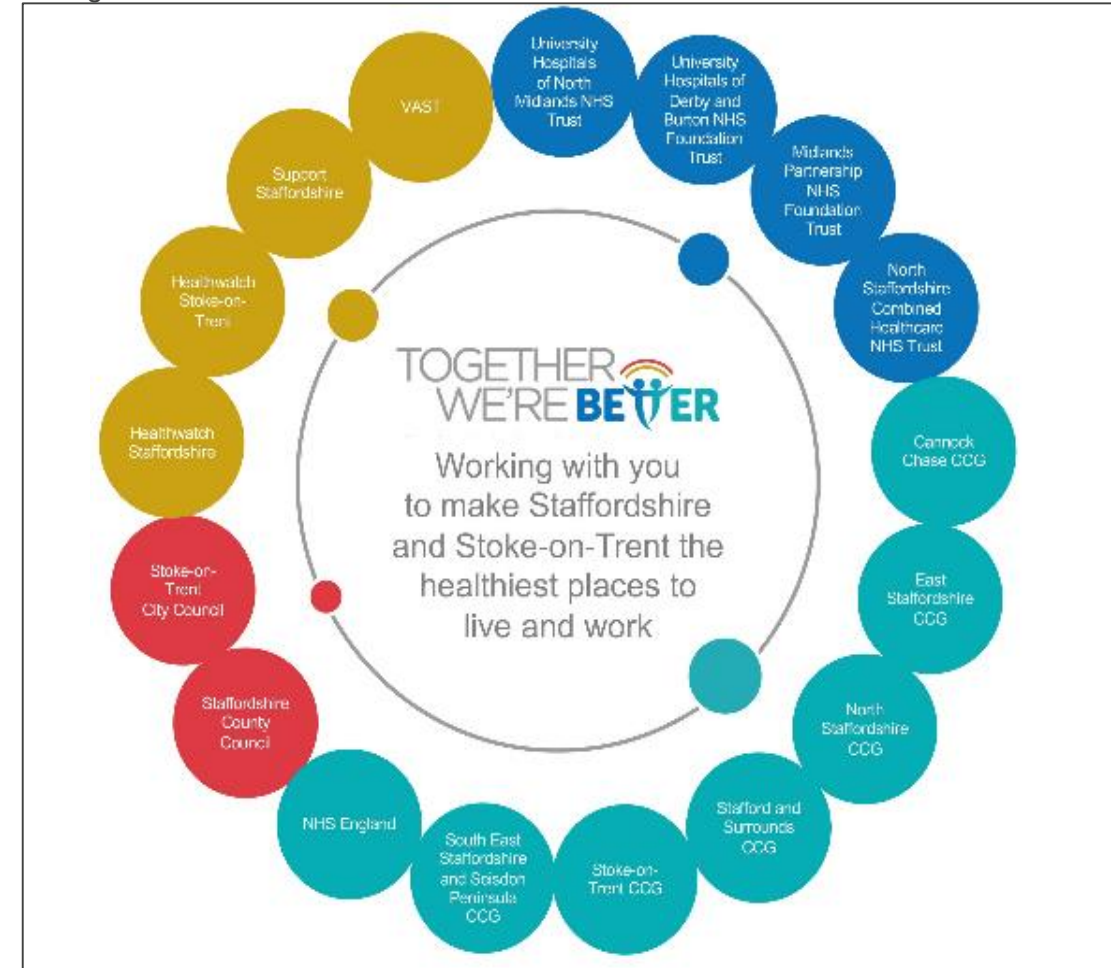 University
Hospitals
of North
Midlands NHS
Trust
University
Hospitals of
Derby and
Burton NHS
Foundation
Trust
Midlands
Partnership
NHS
Foundation
Trust
North
Staffordshire
Combined
Healthcare
NHS Trust
Cannock
Chase CCG
East
Staffordshire
CCG
North
Staffordshire
CCG
Stafford and
Surrounds
CCG
Stoke-on-
Trent CCG
South East
Staffordshire
and Seisdon
Peninsula
CCG
NHS England
Staffordshire
County
Council
Stoke-on-
Trent
City Council
Healthwatch
Staffordshire
Healthwatch
Stoke-on-
Trent
Support
Staffordshire
VAST
TOGETHER
WE'RE BETTER
Working with you
to make Staffordshire
and Stoke-on-Trent the
healthiest places to
live and work